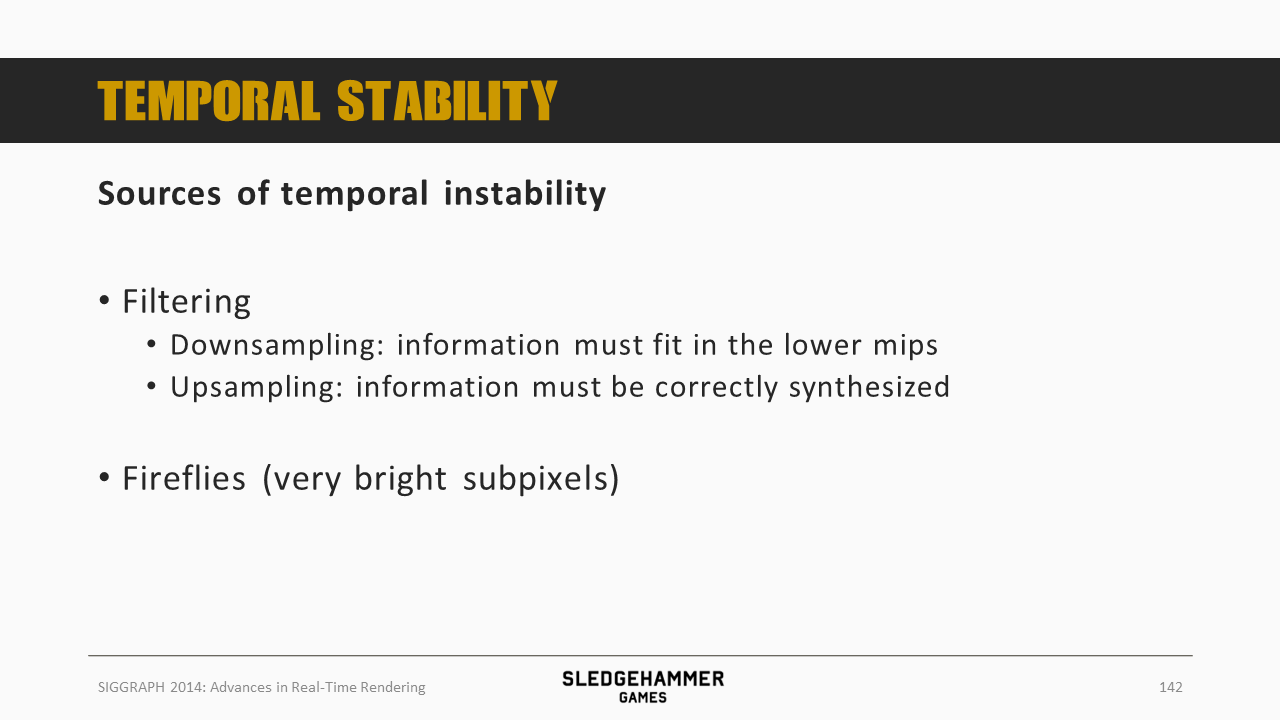 TEMPORAL STABILITY
Sources of temporal instability
• Filtering
• Downsampling: information must fit in the lower mips
• Upsampling: information must be correctly synthesized
• Fireflies (very bright subpixels)
SIGGRAPH 2014: Advances in Real-Time Rendering
SLEDGEHAMMER
GAMES
142